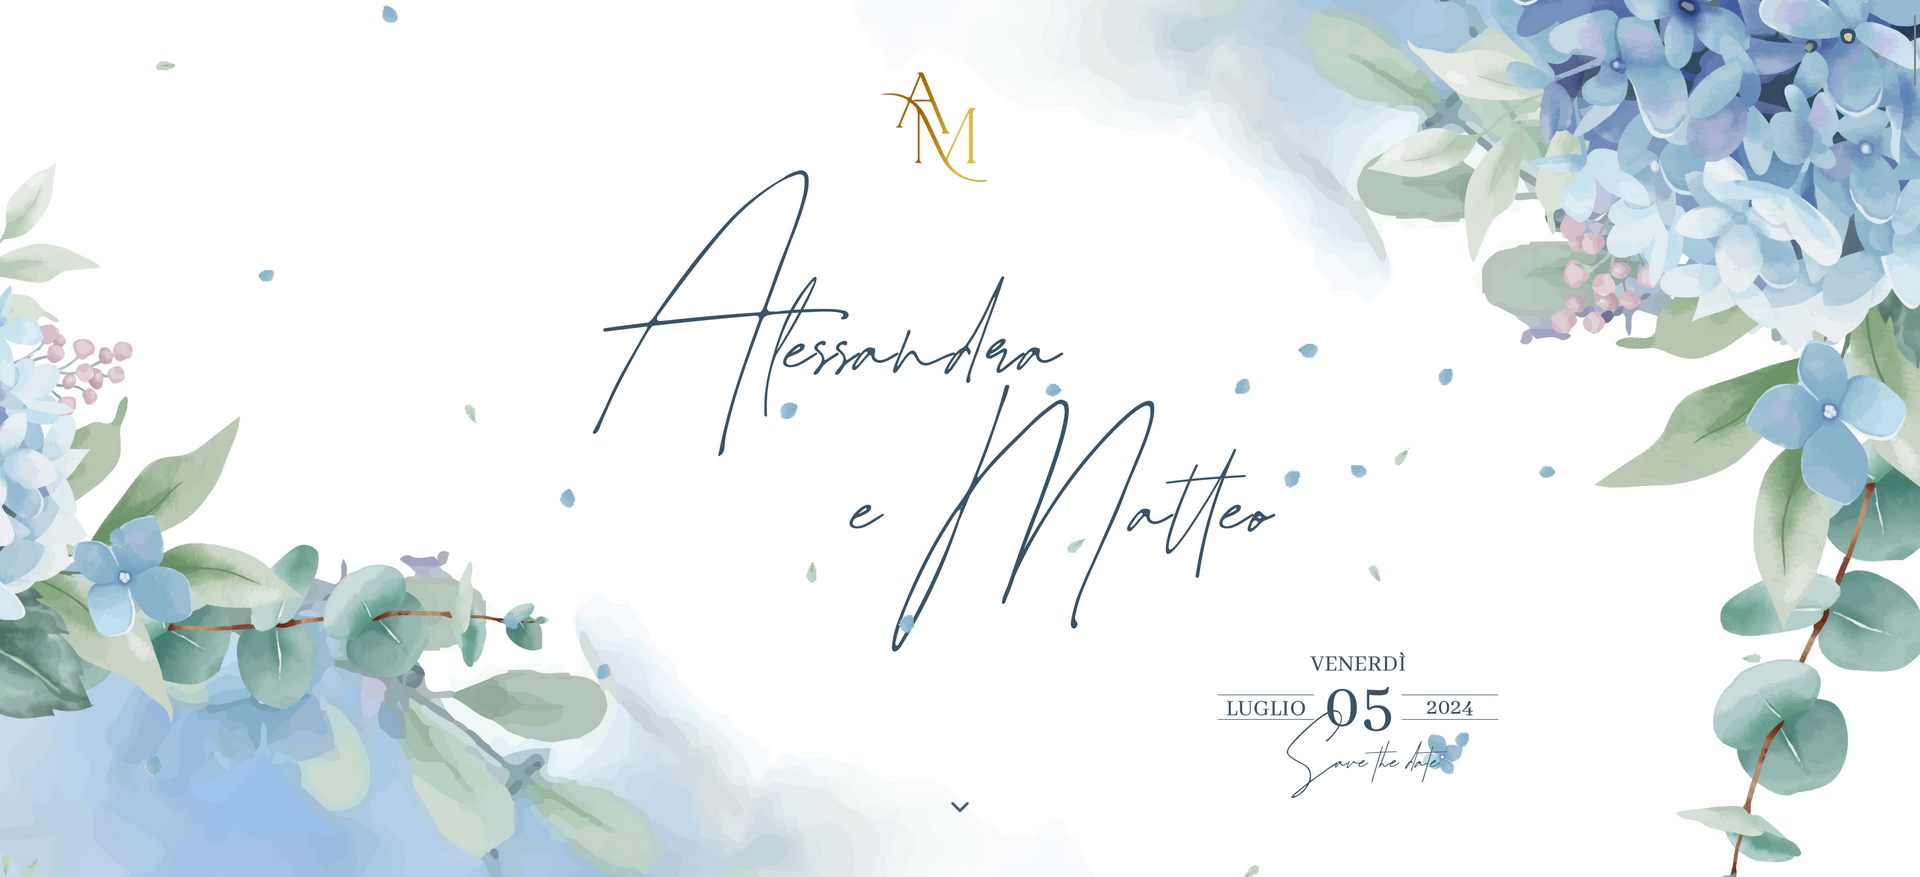 AM
Alessandra
e Matteo
VENERDÌ
LUGLIO 05 2024
Save the date